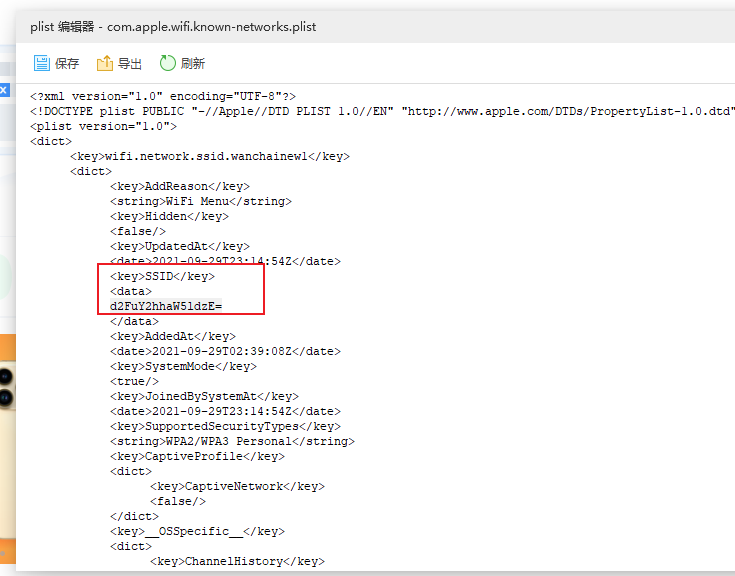 plist 编辑器 - com.apple.wifi.known-networks.plist
保存 导出 刷新
<?xml version="1.0" encoding="UTF-8"?>
<!DOCTYPE plist PUBLIC "-//Apple//DTD PLIST 1.0//EN" "http://www.apple.com/DTDs/PropertyList-1.0.dtd"
<plist version="1.0">
<dict>
<key>wifi.network.ssid.wanchainew1</key>
<dict>
<key>AddReason</key>
<string>WiFi Menu</string>
<key>Hidden</key>
<false/>
<key>UpdatedAt</key>
<date>2021-09-29T23:14:54Z</date>
<key>SSID</key>
<data>
d2FuY2hhaW5ldzE=
</data>
<key>AddedAt</key>
<date>2021-09-29T02:39:08Z</date>
<key>SystemMode</key>
<true/>
<key>JoinedBySystemAt</key>
<date>2021-09-29T23:14:54Z</date>
<key>SupportedSecurityTypes</key>
<string>WPA2/WPA3 Personal</string>
<key>CaptiveProfile</key>
<dict>
<key>CaptiveNetwork</key>
<false/>
</dict>
<key>__OSSpecific__</key>
<dict>
<key>ChannelHistory</key>